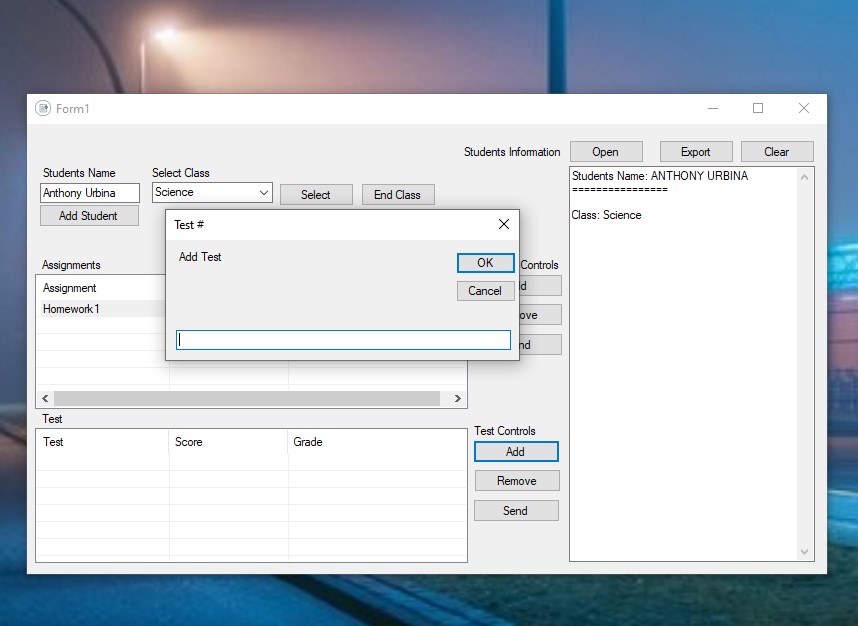 Form1
Students Information
Open
Export
Clear
Students Name
Select Class
Anthony Urbina
Science
Select
End Class
Add Student
Students Name: ANTHONY URBINA
================
Class: Science
Test #
Add Test
OK
Cancel
Assignments
Controls
Assignment
Homework1
Test
Test Controls
Test
Score
Grade
Add
Remove
Send